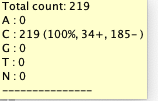 Total count: 219
A : 0
C : 219 (100%, 34+, 185- )
G : 0
T : 0
N : 0
---------------